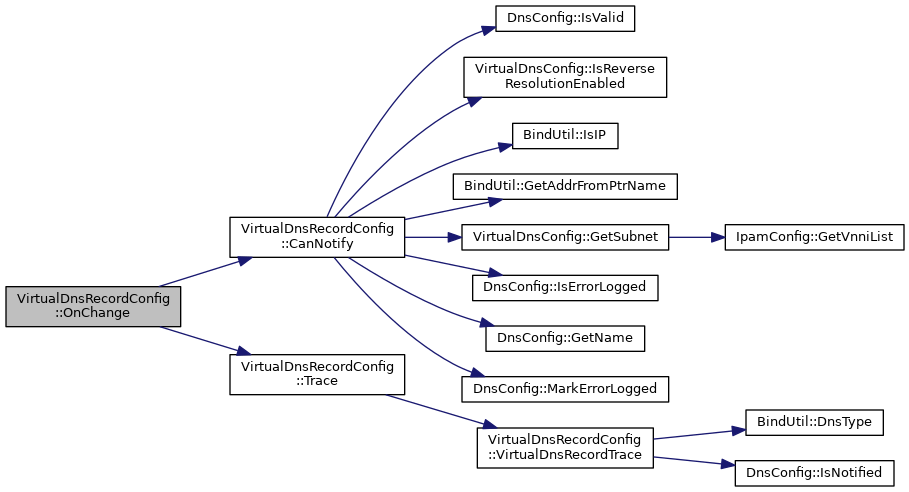 VirtualDnsRecordConfig
::OnChange
VirtualDnsRecordConfig
::CanNotify
DnsConfig::IsValid
VirtualDnsConfig::IsReverse
ResolutionEnabled
BindUtil::IsIP
BindUtil::GetAddrFromPtrName
VirtualDnsConfig::GetSubnet
IpamConfig::GetVnniList
DnsConfig::IsErrorLogged
DnsConfig::GetName
DnsConfig::MarkErrorLogged
VirtualDnsRecordConfig
::Trace
VirtualDnsRecordConfig
::VirtualDnsRecordTrace
BindUtil::DnsType
DnsConfig::IsNotified